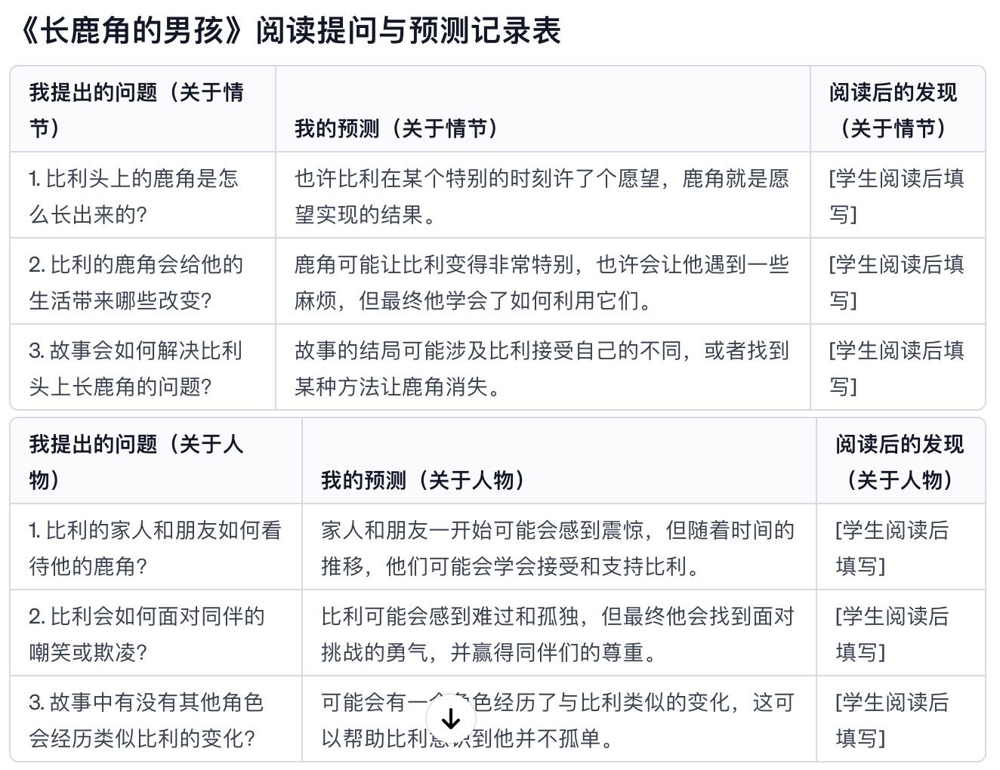 《长鹿角的男孩》阅读提问与预测记录表
我提出的问题（关于情
节）
我的预测（关于情节）
阅读后的发现
（关于情节）
1. 比利头上的鹿角是怎
么长出来的？
也许比利在某个特别的时刻许了个愿望，鹿角就是愿
望实现的结果。
[学生阅读后填
写]
2. 比利的鹿角会给他的
生活带来哪些改变？
鹿角可能让比利变得非常特别，也许会让他遇到一些
麻烦，但最终他学会了如何利用它们。
[学生阅读后填
写]
3. 故事会如何解决比利
头上长鹿角的问题？
故事的结局可能涉及比利接受自己的不同，或者找到
某种方法让鹿角消失。
[学生阅读后填
写]
我提出的问题（关于人
物）
我的预测（关于人物）
阅读后的发现
（关于人物）
1. 比利的家人和朋友如何看
待他的鹿角？
家人和朋友一开始可能会感到震惊，但随着时间的
推移，他们可能会学会接受和支持比利。
[学生阅读后
填写]
2. 比利会如何面对同伴的
嘲笑或欺凌？
比利可能会感到难过和孤独，但最终他会找到面对
挑战的勇气，并赢得同伴们的尊重。
[学生阅读后
填写]
3. 故事中有没有其他角色
会经历类似比利的变化？
可能会有一个角色经历了与比利类似的变化，这可
以帮助比利意识到他并不孤单。
[学生阅读后
填写]